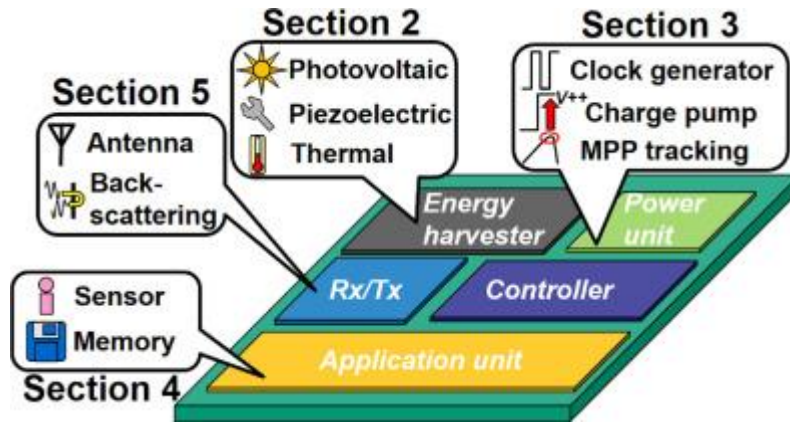 Section 2
Photovoltaic
Piezoelectric
Thermal
Section 3
Clock generator
V++
Charge pump
MPP tracking
Section 5
Antenna
Back-
scattering
Energy
harvester
Power
unit
Rx/Tx
Controller
Sensor
Memory
Section 4
Application unit